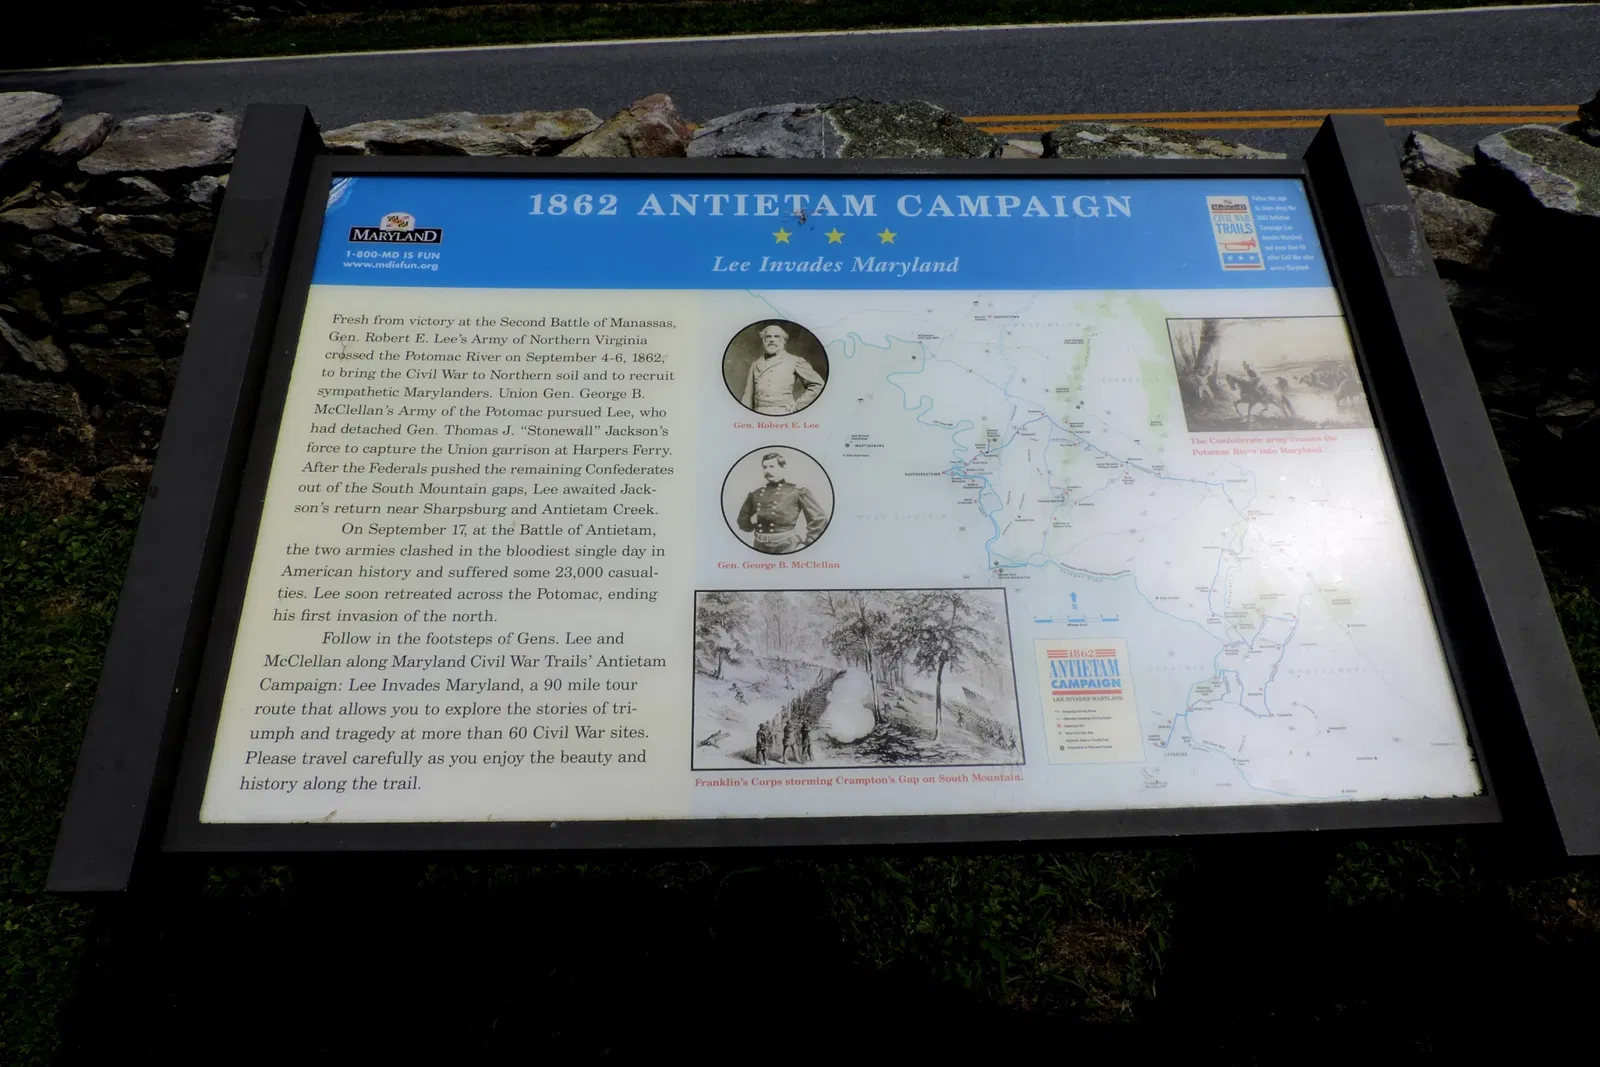 1862 ANTIETAM CAMPAIGN
Lee Invades Maryland
MARYLAND
1-800-MD IS FUN
www.mdisfun.org
CIVIL WAR
TRAILS
Fresh from victory at the Second Battle of Manassas,
Gen. Robert E. Lee's Army of Northern Virginia
crossed the Potomac River on September 4-6, 1862,
to bring the Civil War to Northern soil and to recruit
sympathetic Marylanders. Union Gen. George B.
McClellan's Army of the Potomac pursued Lee, who
had detached Gen. Thomas J. “Stonewall” Jackson's
force to capture the Union garrison at Harpers Ferry.
After the Federals pushed the remaining Confederates
out of the South Mountain gaps, Lee awaited Jack-
son's return near Sharpsburg and Antietam Creek.
On September 17, at the Battle of Antietam,
the two armies clashed in the bloodiest single day in
American history and suffered some 23,000 casual-
ties. Lee soon retreated across the Potomac, ending
his first invasion of the north.
Follow in the footsteps of Gens. Lee and
McClellan along Maryland Civil War Trails' Antietam
Campaign: Lee Invades Maryland, a 90 mile tour
route that allows you to explore the stories of tri-
umph and tragedy at more than 60 Civil War sites.
Please travel carefully as you enjoy the beauty and
history along the trail.
Gen. Robert E. Lee
Gen. George B. McClellan
Franklin's Corps storming Crampton's Gap on South Mountain.
The Confederate army crosses the
Potomac River into Maryland.
1862
ANTIETAM
CAMPAIGN
LEE INVADES MARYLAND